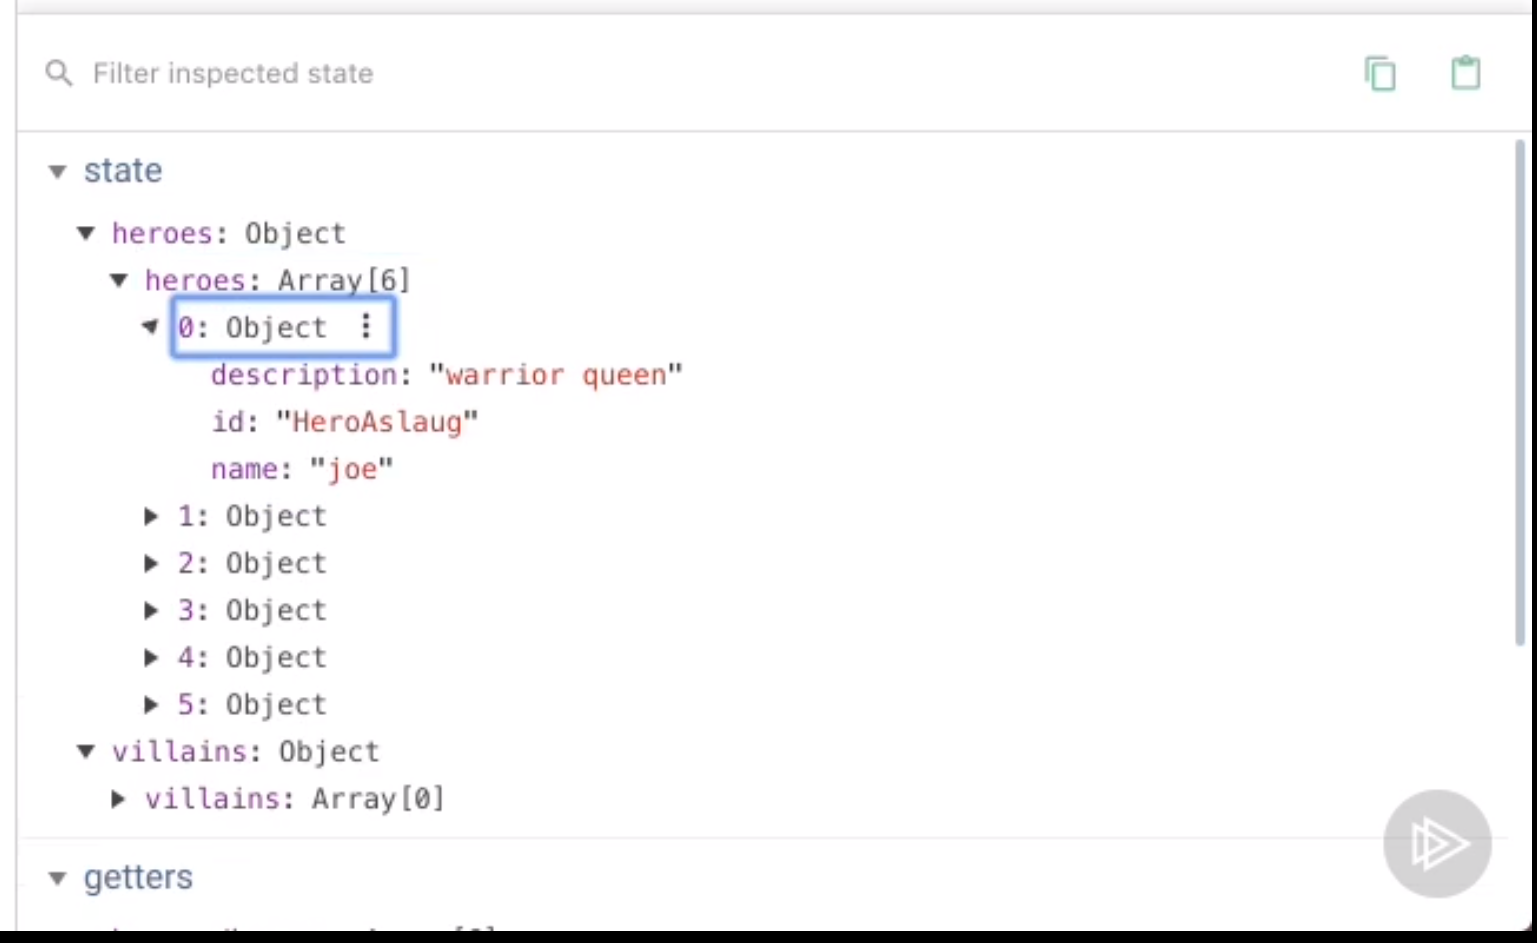 Filter inspected state
state
heroes: Object
heroes: Array[6]
0: Object
description: "warrior queen"
id: "HeroAslaug"
name: "joe"
1: Object
2: Object
3: Object
4: Object
5: Object
villains: Object
villains: Array[0]
getters